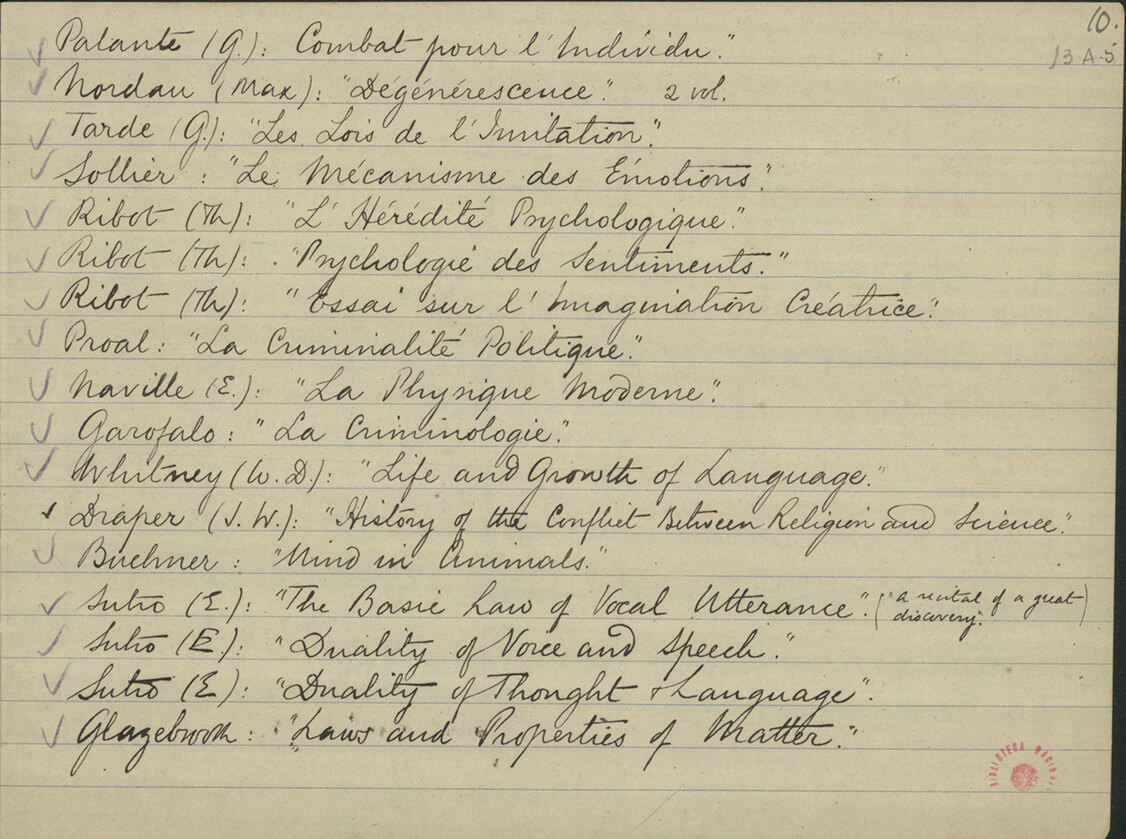 10.
13 A-5
Palante (G.): Combat pour l'Individu."
Nordau (Max): "Dégénérescence". 2 vol.
Tarde (G.): "Les Lois de l'Imitation".
Sollier: "Le Mécanisme des Émotions".
Ribot (Th): "L'Hérédité Psychologique".
Ribot (Th): "Psychologie des Sentiments."
Ribot (Th): "Essai sur l'Imagination Créatrice".
Proal: "La Criminalité Politique".
Naville (E.): "La Physique Moderne".
Garofalo: "La Criminologie".
Whitney (W. D.): "Life and Growth of Language."
Draper (J. W.): "History of the Conflict Between Religion and Science".
Buchner: "Mind in Animals."
Sutro (E.): "The Basic Law of Vocal Utterance". ("a recital of a great
discovery".)
Sutro (E.): "Duality of Voice and Speech."
Sutro (E): "Duality of Thought & Language".
Glazebrook: "Laws and Properties of Matter."
BIBLIOTECA NACIONAL